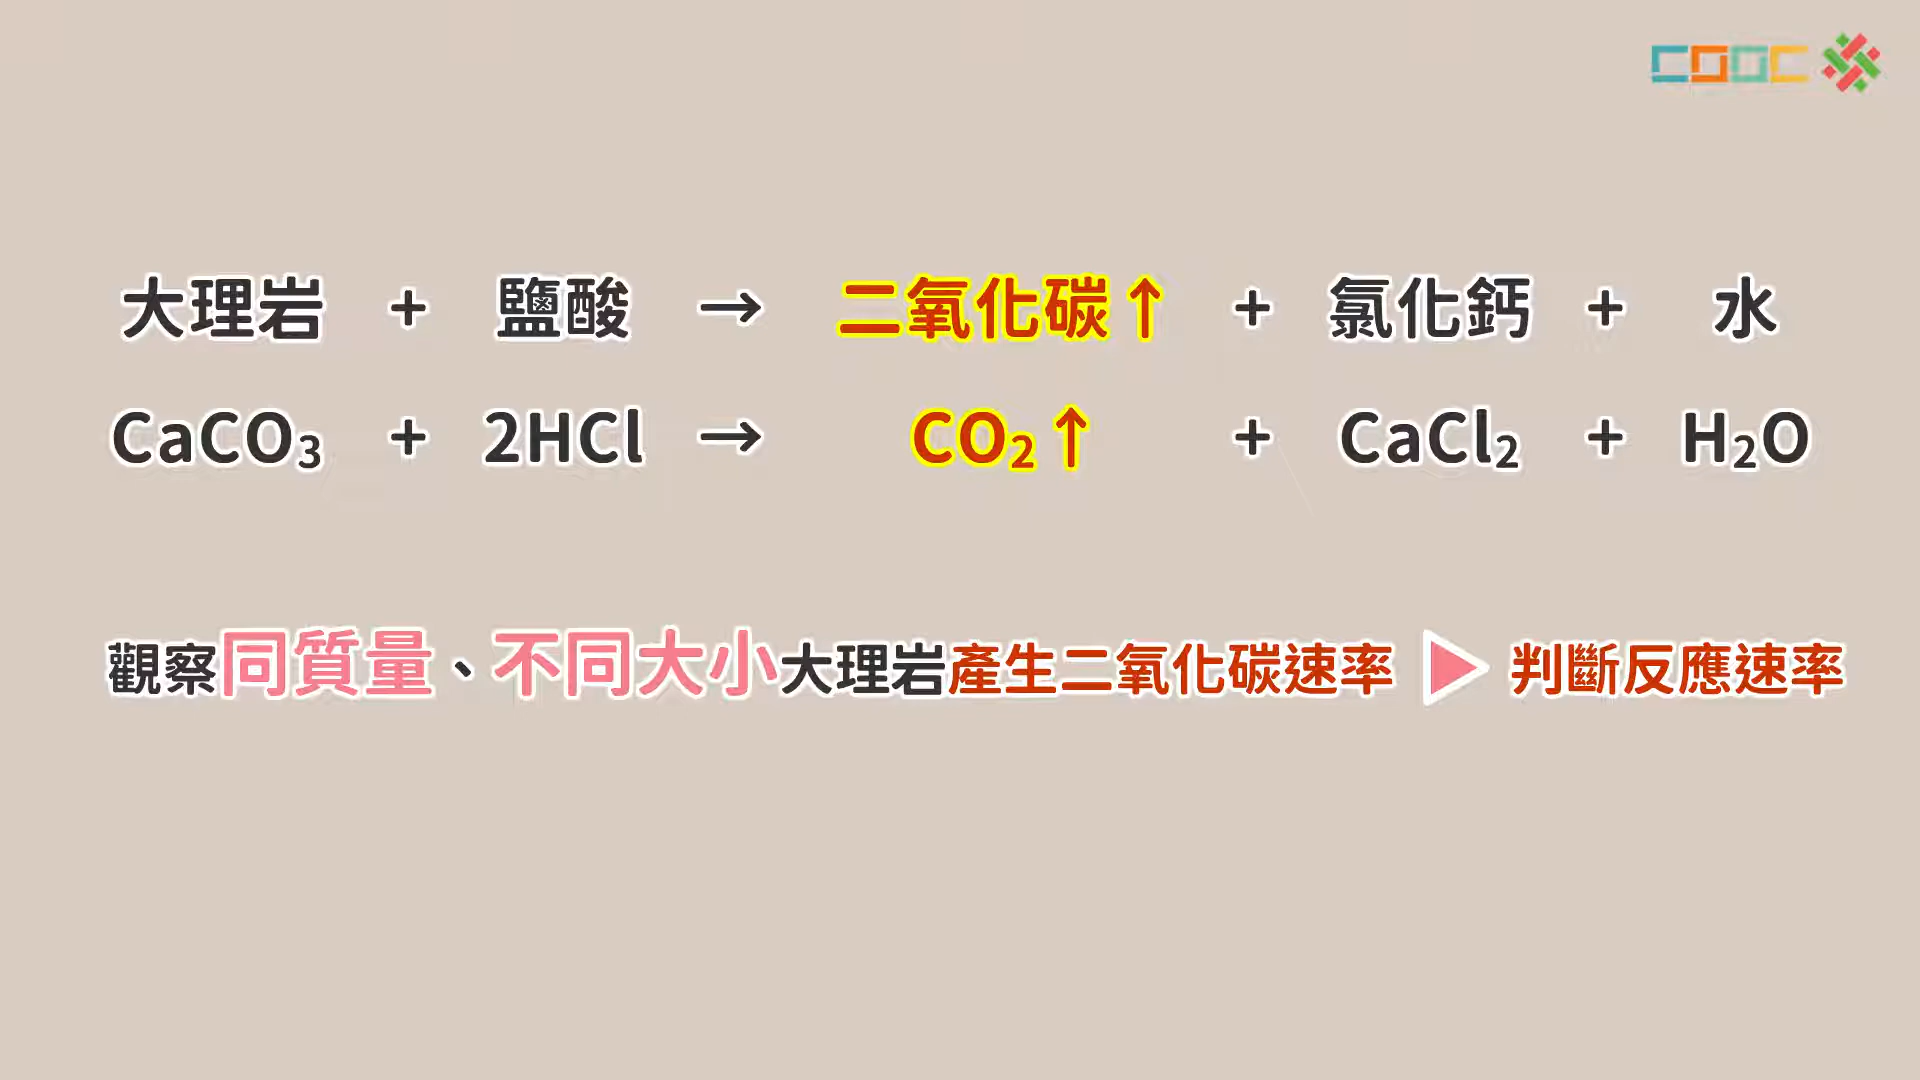 COOC
大理岩 + 鹽酸 → 二氧化碳↑ + 氯化鈣 + 水
CaCO₃ + 2HCl → CO₂↑ + CaCl₂ + H₂O
觀察同質量、不同大小大理岩產生二氧化碳速率 ▶ 判斷反應速率